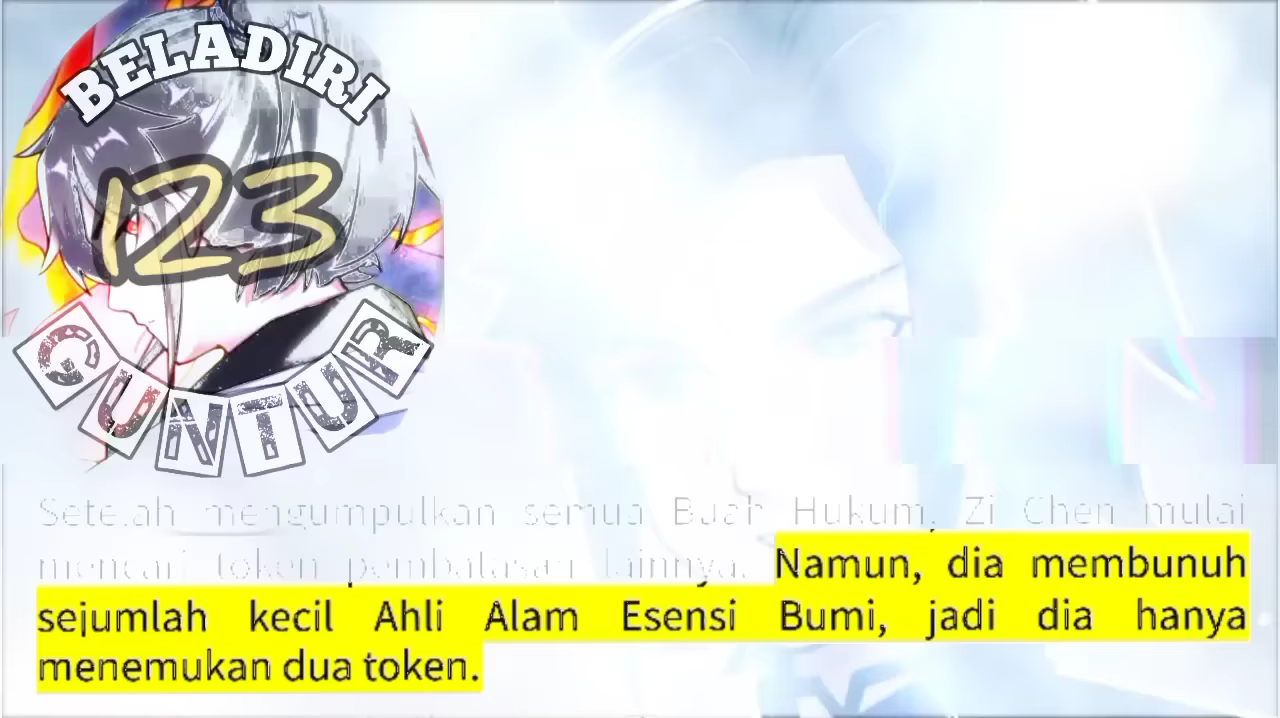 BELADIRI
123
GUNTUR
Setelah mengumpulkan semua Buah Hukum, Zi Chen mulai
mencari token pembatasan lainnya. Namun, dia membunuh
sejumlah kecil Ahli Alam Esensi Bumi, jadi dia hanya
menemukan dua token.